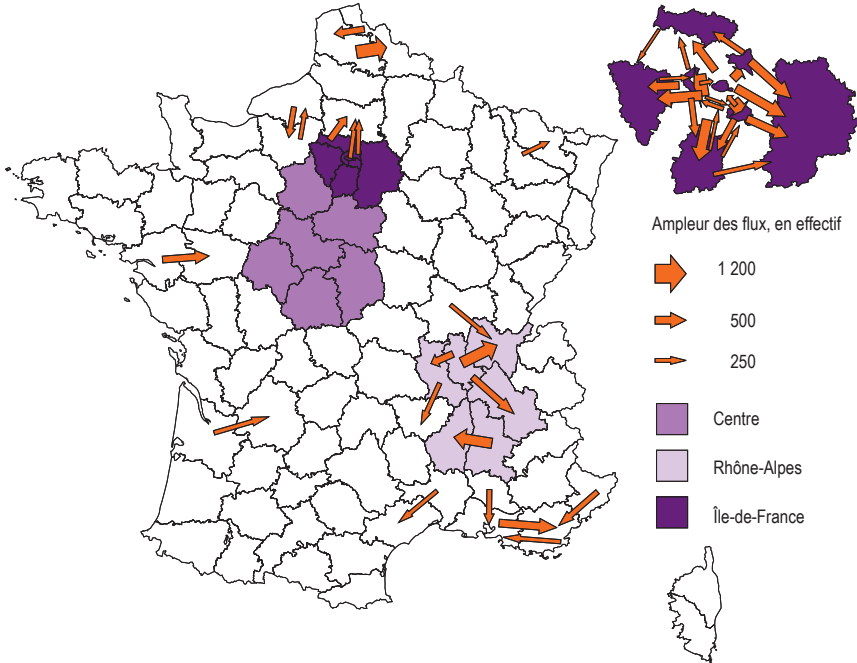 Ampleur des flux, en effectif
1 200
500
250
Centre
Rhône-Alpes
Île-de-France